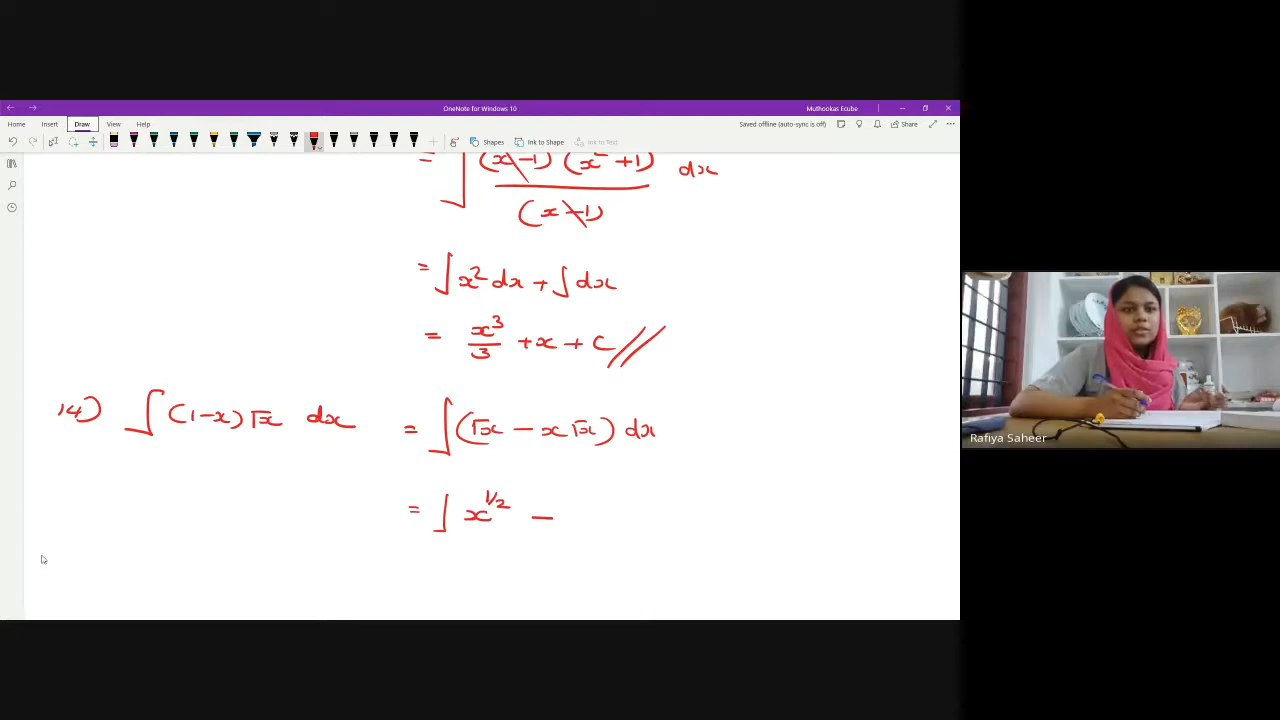 OneNote for Windows 10
Muthookas Ecube
Home Insert Draw View Help
Saved offline (auto-sync is off) Share
Shapes Ink to Shape Ink to Text
= ∫ (x-1) (x² +1) dx
(x-1)
= ∫ x² dx + ∫ dx
= x³/3 + x + C //
14) ∫ (1-x) √x dx = ∫ (√x - x√x) dx
= ∫ x^1/2 -
Rafiya Saheer